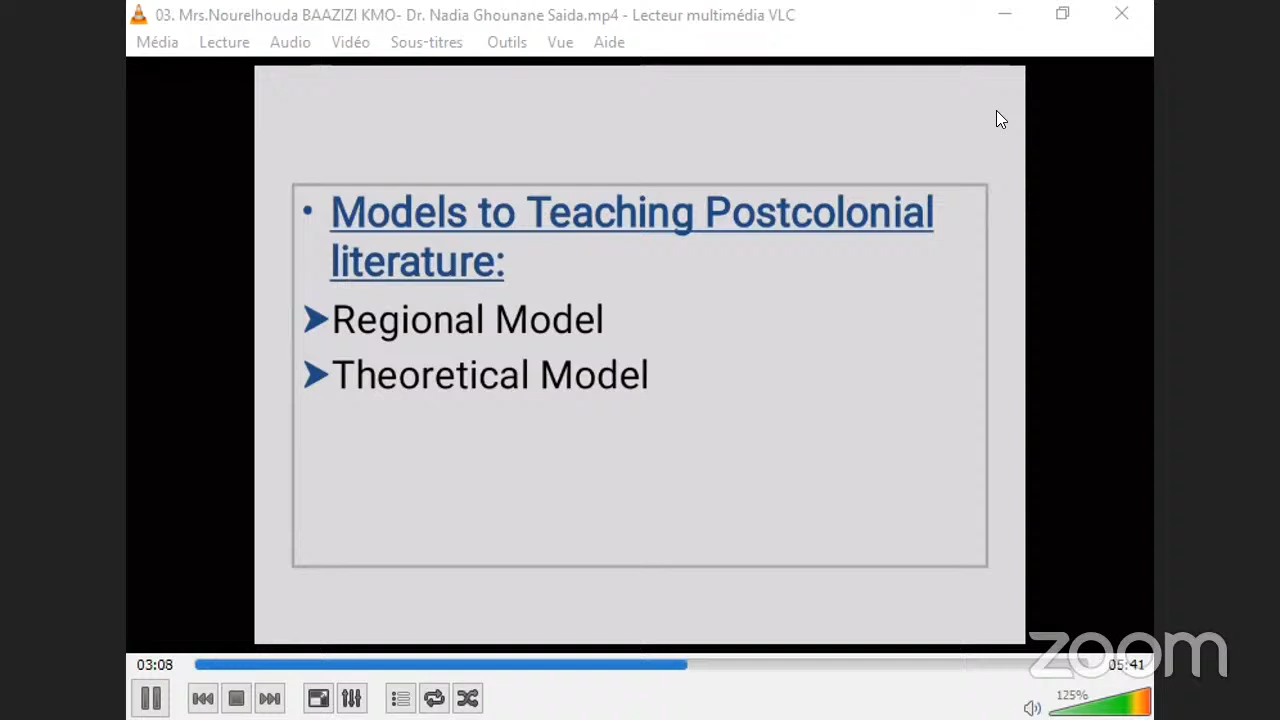 03. Mrs.Nourelhouda BAAZIZI KMO- Dr. Nadia Ghounane Saida.mp4 - Lecteur multimédia VLC
Média Lecture Audio Vidéo Sous-titres Outils Vue Aide
• Models to Teaching Postcolonial
literature:
➤Regional Model
➤Theoretical Model
zoom
03:08 05:41
125%